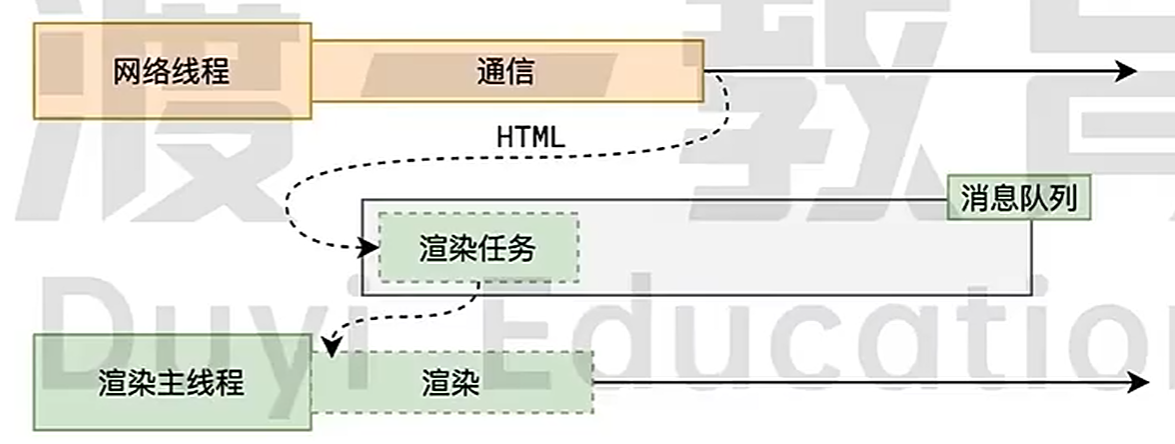 网络线程
通信
HTML
消息队列
渲染任务
渲染主线程
渲染
渡一教育
Duyi Education